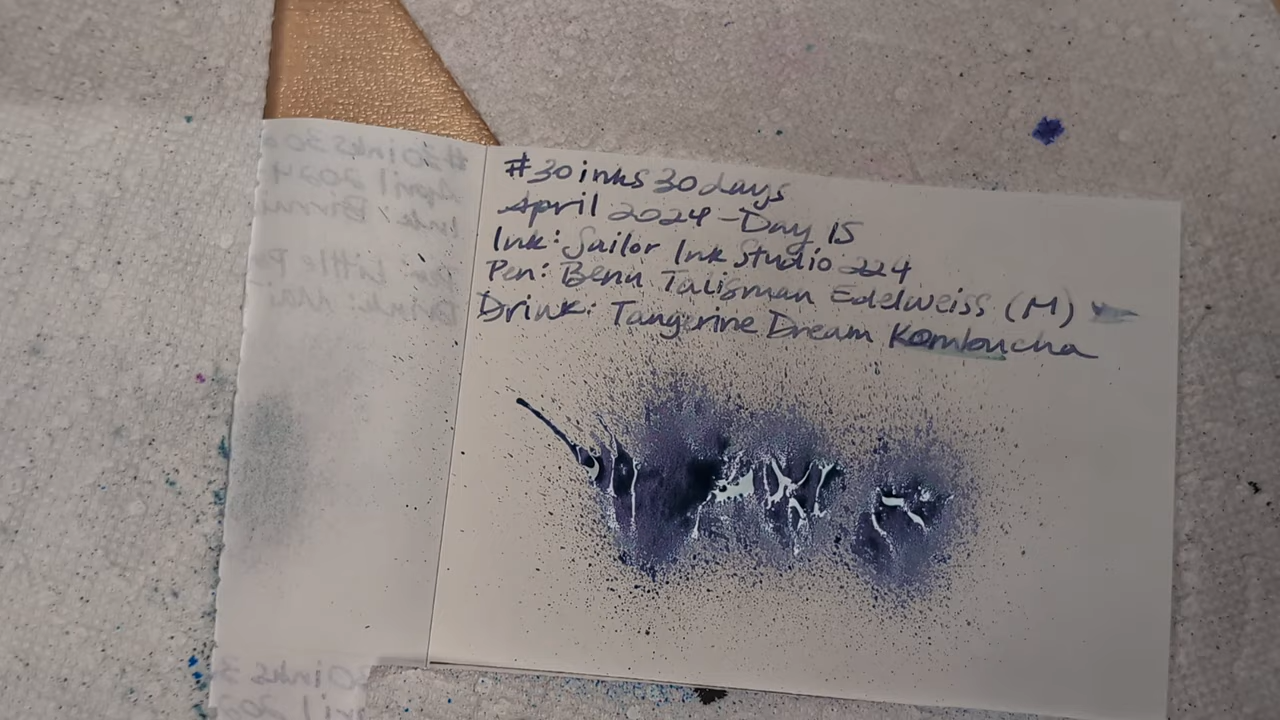 #30inks30days
April 2024-Day 15
Ink: Sailor Ink Studio 224
Pen: Benu Talisman Edelweiss (M)
Drink: Tangerine Dream Kombucha